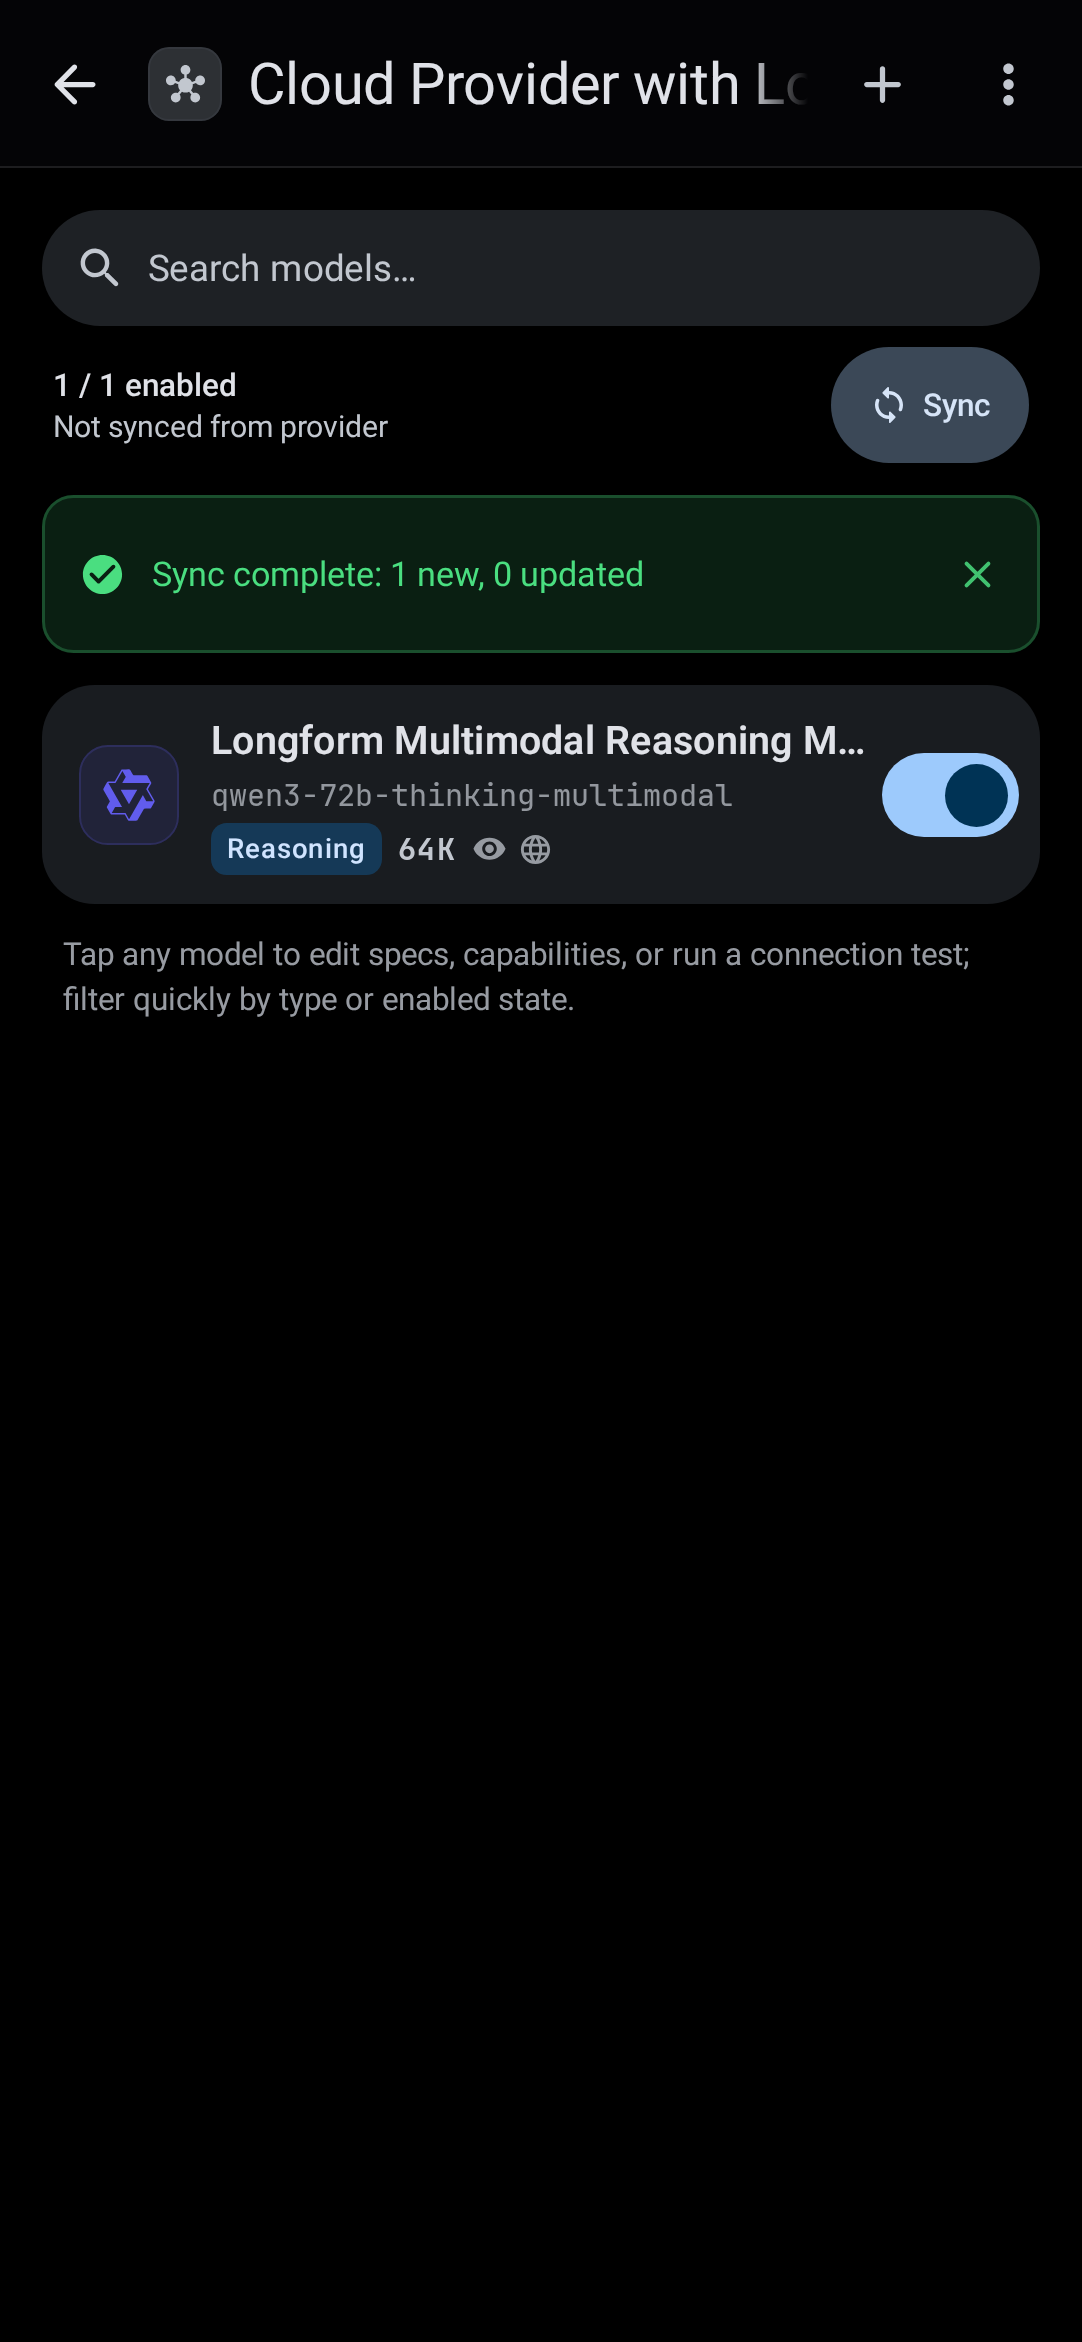 Cloud Provider with Lo
Search models...
1 / 1 enabled
Not synced from provider
Sync
Sync complete: 1 new, 0 updated
Longform Multimodal Reasoning M...
qwen3-72b-thinking-multimodal
Reasoning 64K
Tap any model to edit specs, capabilities, or run a connection test;
filter quickly by type or enabled state.